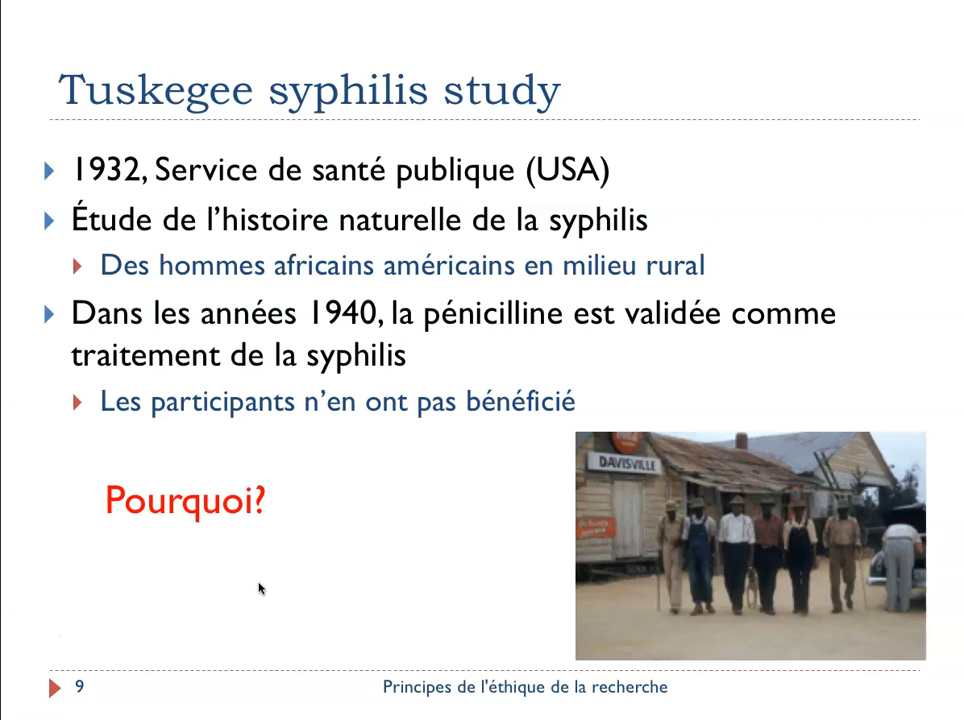 Tuskegee syphilis study
1932, Service de santé publique (USA)
Étude de l’histoire naturelle de la syphilis
Des hommes africains américains en milieu rural
Dans les années 1940, la pénicilline est validée comme
traitement de la syphilis
Les participants n’en ont pas bénéficié
Pourquoi?
DAVISVILLE
9
Principes de l'éthique de la recherche